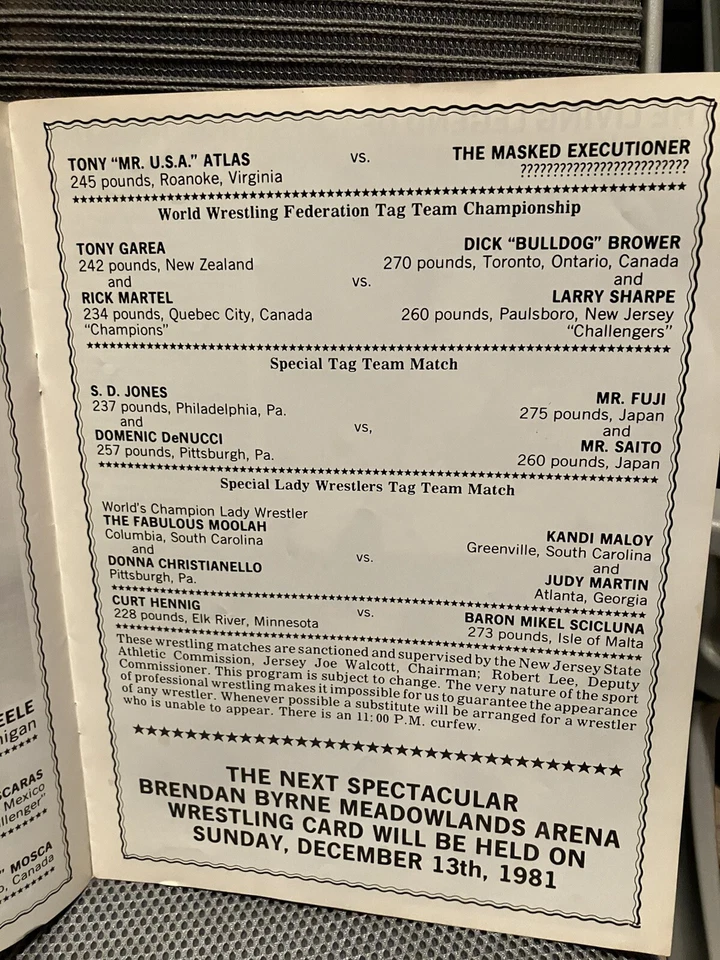 TONY "MR. U.S.A." ATLAS
245 pounds, Roanoke, Virginia
vs.
THE MASKED EXECUTIONER
?????????????????????????
★★★★★★★★★★★★★★★★★★★★★★★★★★★★★★★★★★★★★★★★★★★★★★★★★★★★★★★★★★★★★★★★★★★★★★★★★★★★
World Wrestling Federation Tag Team Championship
TONY GAREA
242 pounds, New Zealand
and
RICK MARTEL
234 pounds, Quebec City, Canada
"Champions"
vs.
DICK "BULLDOG" BROWER
270 pounds, Toronto, Ontario, Canada
and
LARRY SHARPE
260 pounds, Paulsboro, New Jersey
"Challengers"
Special Tag Team Match
S. D. JONES
237 pounds, Philadelphia, Pa.
and
DOMENIC DeNUCCI
257 pounds, Pittsburgh, Pa.
vs,
MR. FUJI
275 pounds, Japan
and
MR. SAITO
260 pounds, Japan
Special Lady Wrestlers Tag Team Match
World's Champion Lady Wrestler
THE FABULOUS MOOLAH
Columbia, South Carolina
and
DONNA CHRISTIANELLO
Pittsburgh, Pa.
vs.
KANDI MALOY
Greenville, South Carolina
and
JUDY MARTIN
Atlanta, Georgia
CURT HENNIG
228 pounds, Elk River, Minnesota
vs.
BARON MIKEL SCICLUNA
273 pounds, Isle of Malta
These wrestling matches are sanctioned and supervised by the New Jersey State
Athletic Commission, Jersey Joe Walcott, Chairman; Robert Lee, Deputy
Commissioner. This program is subject to change. The very nature of the sport
of professional wrestling makes it impossible for us to guarantee the appearance
of any wrestler. Whenever possible a substitute will be arranged for a wrestler
who is unable to appear. There is an 11:00 P.M. curfew.
THE NEXT SPECTACULAR
BRENDAN BYRNE MEADOWLANDS ARENA
WRESTLING CARD WILL BE HELD ON
SUNDAY, DECEMBER 13th, 1981
EELE
igan
SCARAS
Mexico
llenger"
" MOSCA
o, Canada